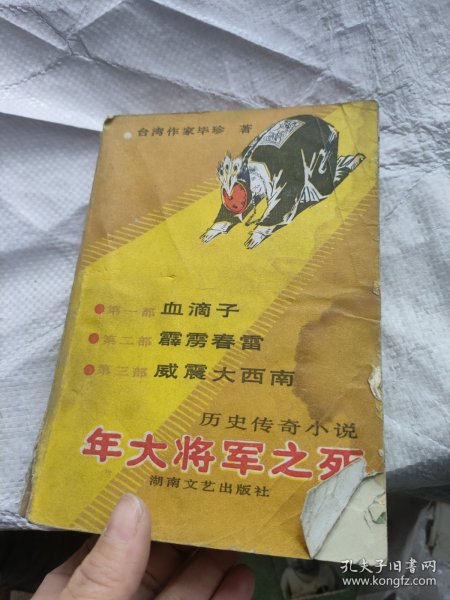 台湾作家毕珍 著
第一部 血滴子
第二部 霹雳春雷
第三部 威震大西南
历史传奇小说
年大将军之死
湖南文艺出版社
孔夫子旧书网
www.kongfz.com